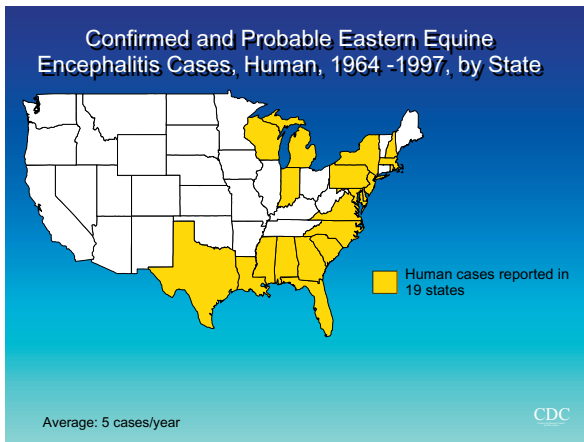 Confirmed and Probable Eastern Equine
Encephalitis Cases, Human, 1964 -1997, by State
Human cases reported in
19 states
Average: 5 cases/year
CDC